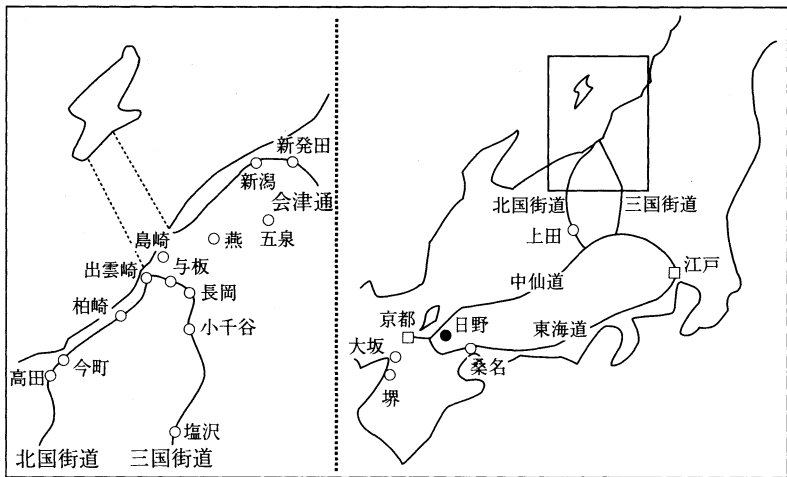 新発田
新潟
会津通
五泉
燕
島崎
与板
出雲崎
長岡
柏崎
小千谷
今町
高田
塩沢
北国街道
三国街道
北国街道
三国街道
上田
江戸
中仙道
京都
日野
東海道
大坂
桑名
堺